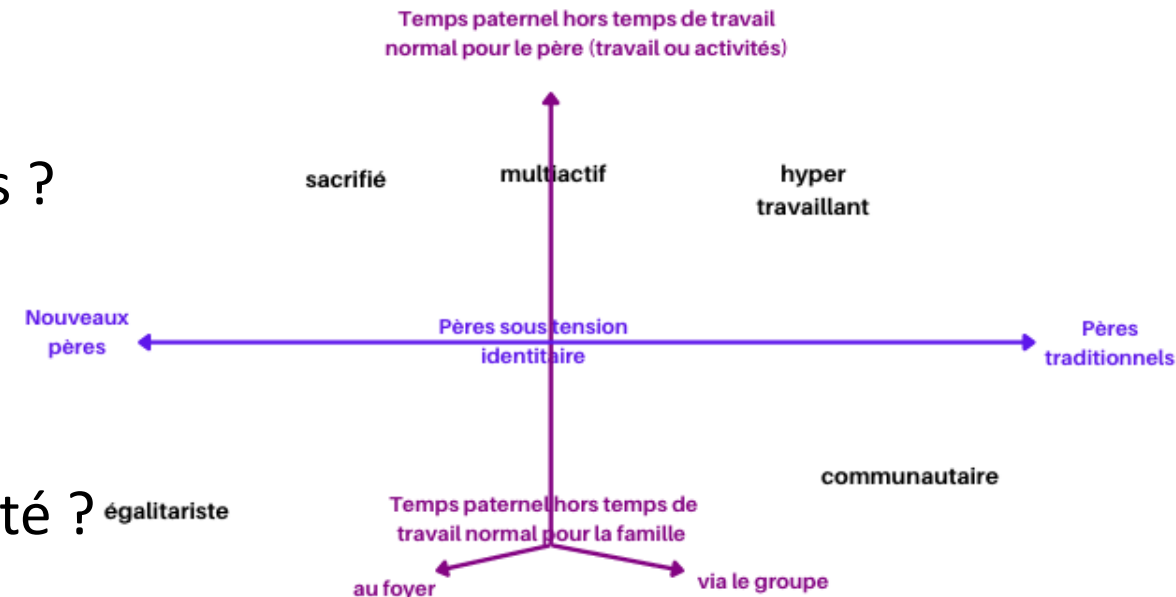 Temps paternel hors temps de travail
normal pour le père (travail ou activités)
s ?
sacrifié
multiactif
hyper
travaillant
Nouveaux
pères
Pères sous tension
identitaire
Pères
traditionnels
communautaire
té ?
égalitariste
Temps paternel hors temps de
travail normal pour la famille
au foyer
via le groupe